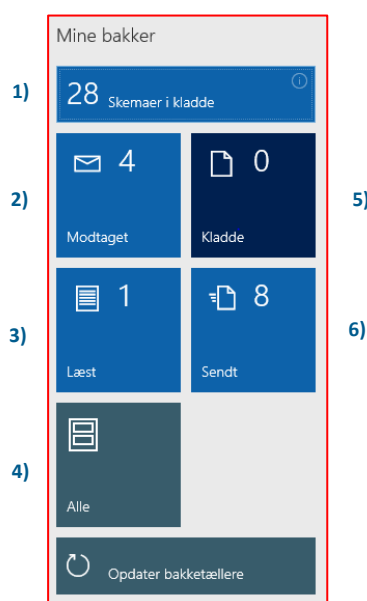 Mine bakker
1)
28 Skemaer i kladde
2)
4
Modtaget
0
Kladde
5)
3)
1
Læst
8
Sendt
6)
4)
Alle
Opdater bakketællere